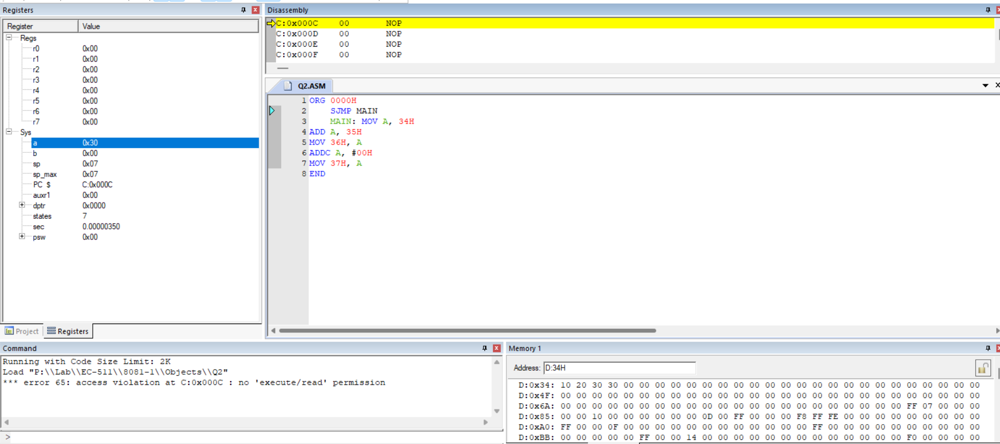 Registers
Register Value
Regs
r0 0x00
r1 0x00
r2 0x00
r3 0x00
r4 0x00
r5 0x00
r6 0x00
r7 0x00
Sys
a 0x30
b 0x00
sp 0x07
sp_max 0x07
PC $ C:0x000C
auxr1 0x00
dptr 0x0000
states 7
sec 0.00000350
psw 0x00
Project Registers
Disassembly
C:0x000C 00 NOP
C:0x000D 00 NOP
C:0x000E 00 NOP
C:0x000F 00 NOP
Q2.ASM
1 ORG 0000H
2 SJMP MAIN
3 MAIN: MOV A, 34H
4 ADD A, 35H
5 MOV 36H, A
6 ADDC A, #00H
7 MOV 37H, A
8 END
Command
Running with Code Size Limit: 2K
Load "P:\\Lab\\EC-511\\8081-1\\Objects\\Q2"
*** error 65: access violation at C:0x000C : no 'execute/read' permission
>
Memory 1
Address: D:34H
D:0x34: 10 20 30 30 00 00 00 00 00 00 00 00 00 00 00 00 00 00 00 00 00 00 00 00 00 00 00
D:0x4F: 00 00 00 00 00 00 00 00 00 00 00 00 00 00 00 00 00 00 00 00 00 00 00 00 00 00 00
D:0x6A: 00 00 00 00 00 00 00 00 00 00 00 00 00 00 00 00 00 00 00 00 00 00 FF 07 00 00 00
D:0x85: 00 00 10 00 00 00 00 00 00 0D 00 FF 00 00 00 F8 FF FE 00 00 00 00 00 00 00 00 00
D:0xA0: FF 00 00 0F 00 00 00 00 00 00 00 00 00 00 00 00 FF 00 00 00 00 00 00 00 00 00 00
D:0xBB: 00 00 00 00 00 FF 00 00 14 00 00 00 00 00 00 00 00 00 00 00 00 00 F0 00 00 00 00